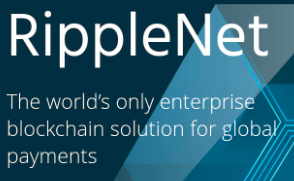 RippleNet
The world's only enterprise
blockchain solution for global
payments